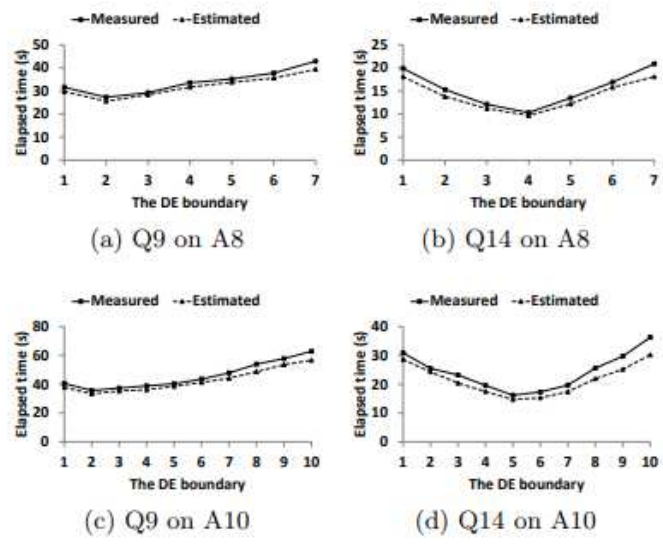 Measured Estimated
Elapsed time (s)
50
40
30
20
10
0
1 2 3 4 5 6 7
The DE boundary
(a) Q9 on A8
Measured Estimated
Elapsed time (s)
25
20
15
10
5
0
1 2 3 4 5 6 7
The DE boundary
(b) Q14 on A8
Measured Estimated
Elapsed time (s)
80
60
40
20
0
1 2 3 4 5 6 7 8 9 10
The DE boundary
(c) Q9 on A10
Measured Estimated
Elapsed time (s)
40
30
20
10
0
1 2 3 4 5 6 7 8 9 10
The DE boundary
(d) Q14 on A10